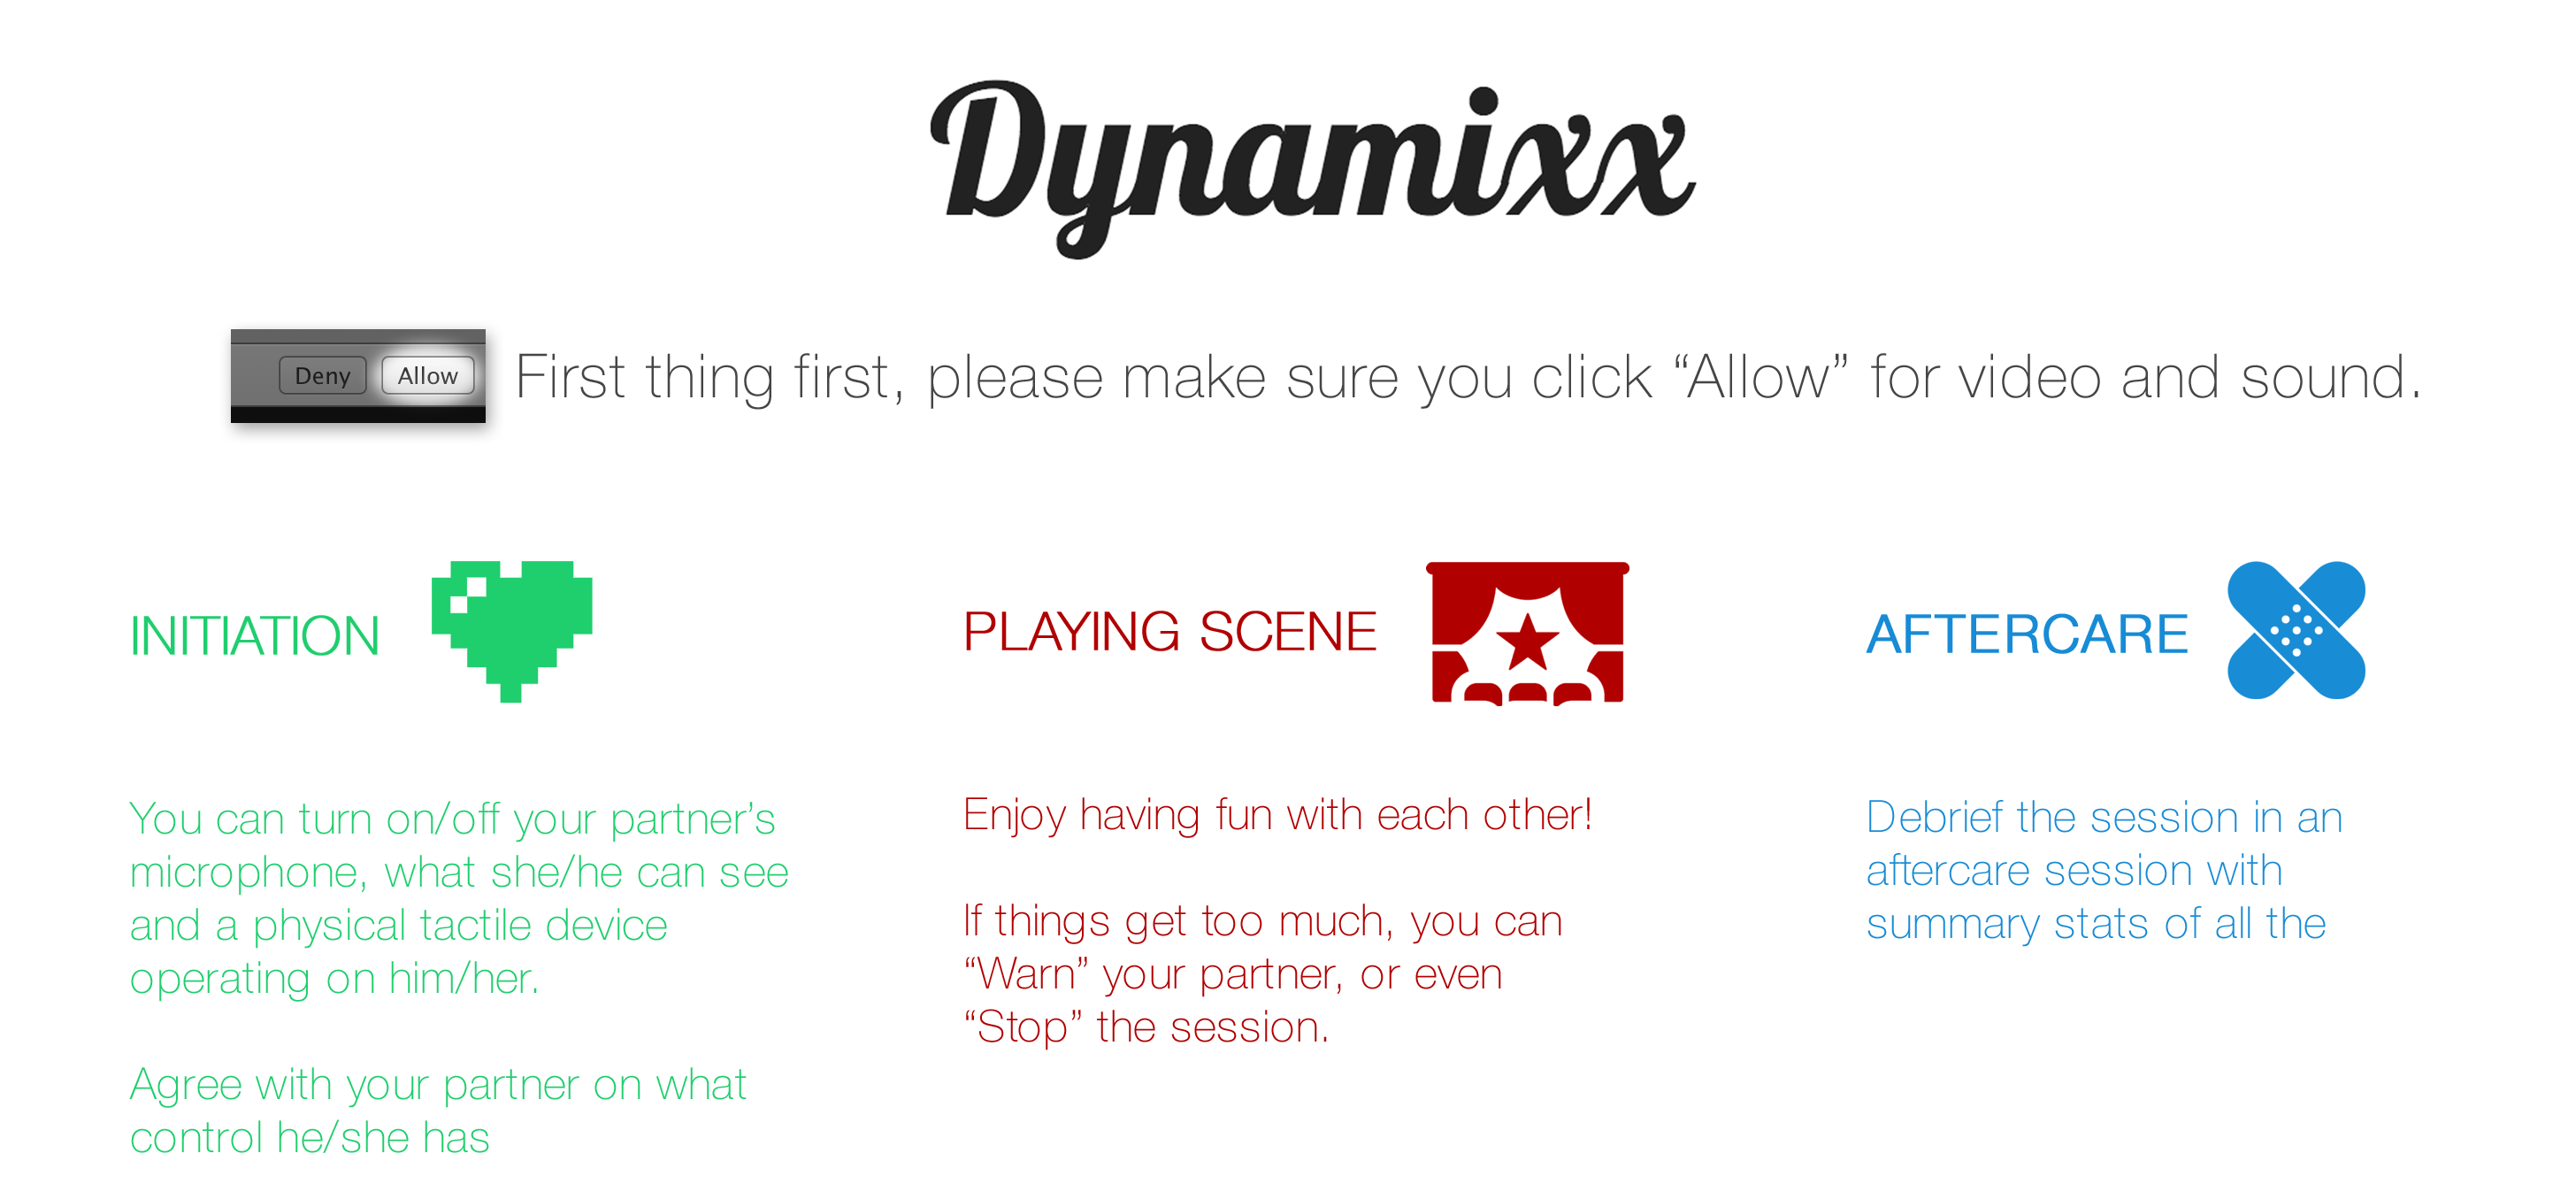 Dynamixx
Deny Allow
First thing first, please make sure you click “Allow” for video and sound.
INITIATION
You can turn on/off your partner’s
microphone, what she/he can see
and a physical tactile device
operating on him/her.
Agree with your partner on what
control he/she has
PLAYING SCENE
Enjoy having fun with each other!
If things get too much, you can
“Warn” your partner, or even
“Stop” the session.
AFTERCARE
Debrief the session in an
aftercare session with
summary stats of all the